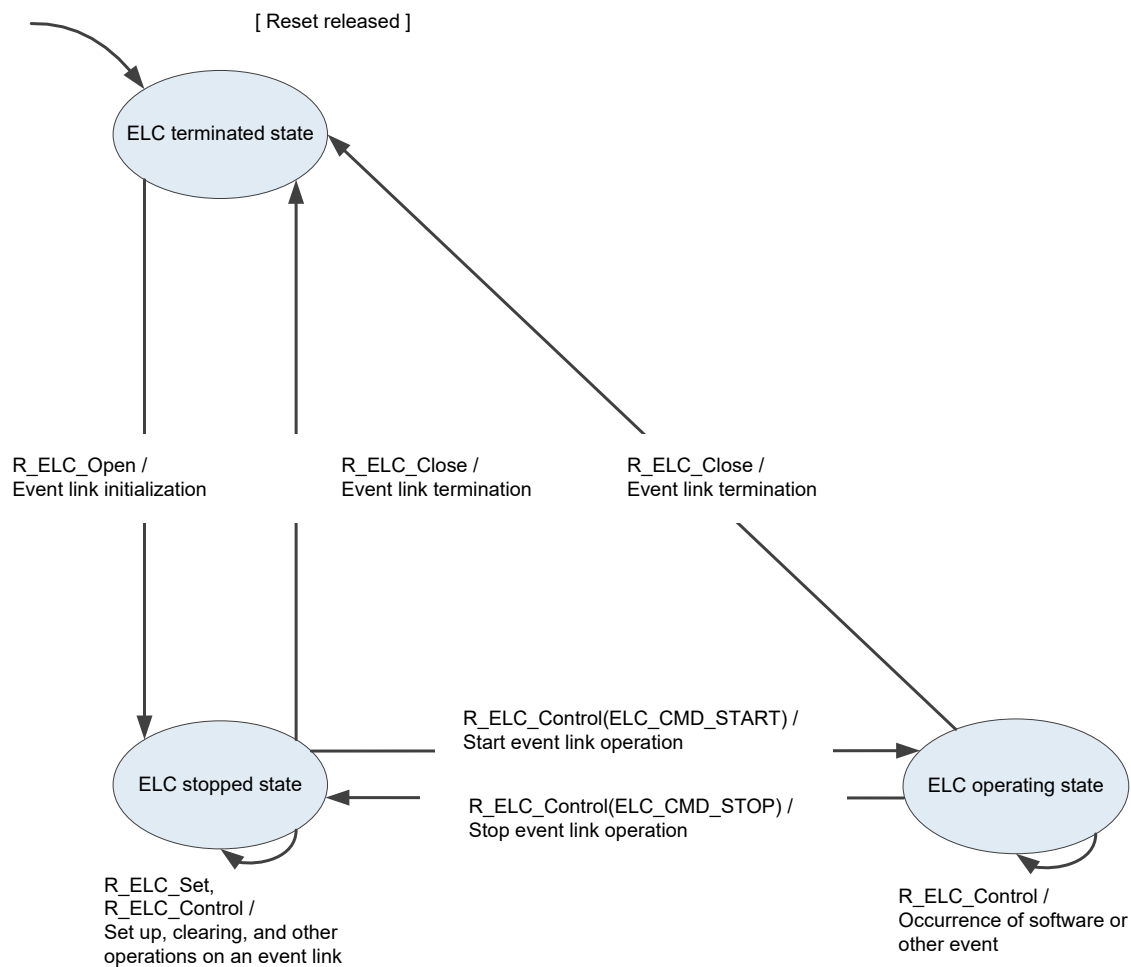 [ Reset released ]
ELC terminated state
R_ELC_Open /
Event link initialization
R_ELC_Close /
Event link termination
R_ELC_Close /
Event link termination
R_ELC_Control(ELC_CMD_START) /
Start event link operation
ELC stopped state
ELC operating state
R_ELC_Control(ELC_CMD_STOP) /
Stop event link operation
R_ELC_Set,
R_ELC_Control /
Set up, clearing, and other
operations on an event link
R_ELC_Control /
Occurrence of software or
other event